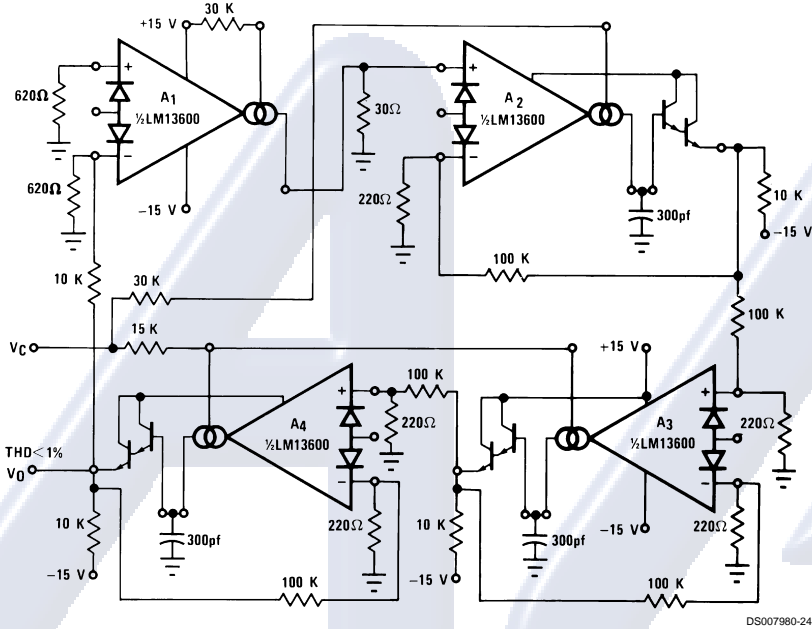 30 K
+15 V
620Ω
+
A1
½LM13600
−
620Ω
−15 V
30Ω
+
A2
½LM13600
−
220Ω
300pf
10 K
−15 V
100 K
10 K
30 K
100 K
VC
15 K
+15 V
100 K
+
A4
½LM13600
−
220Ω
+
A3
½LM13600
−
220Ω
THD<1%
VO
10 K
−15 V
300pf
220Ω
100 K
10 K
−15 V
300pf
−15 V
220Ω
100 K
DS007980-24